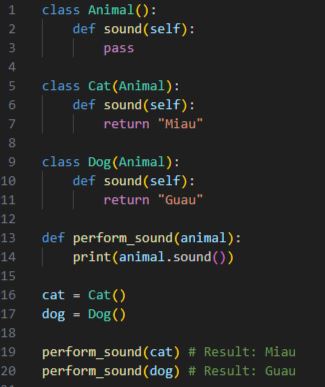 1 class Animal():
2     def sound(self):
3         pass
4
5 class Cat(Animal):
6     def sound(self):
7         return "Miau"
8
9 class Dog(Animal):
10     def sound(self):
11         return "Guau"
12
13 def perform_sound(animal):
14     print(animal.sound())
15
16 cat = Cat()
17 dog = Dog()
18
19 perform_sound(cat) # Result: Miau
20 perform_sound(dog) # Result: Guau